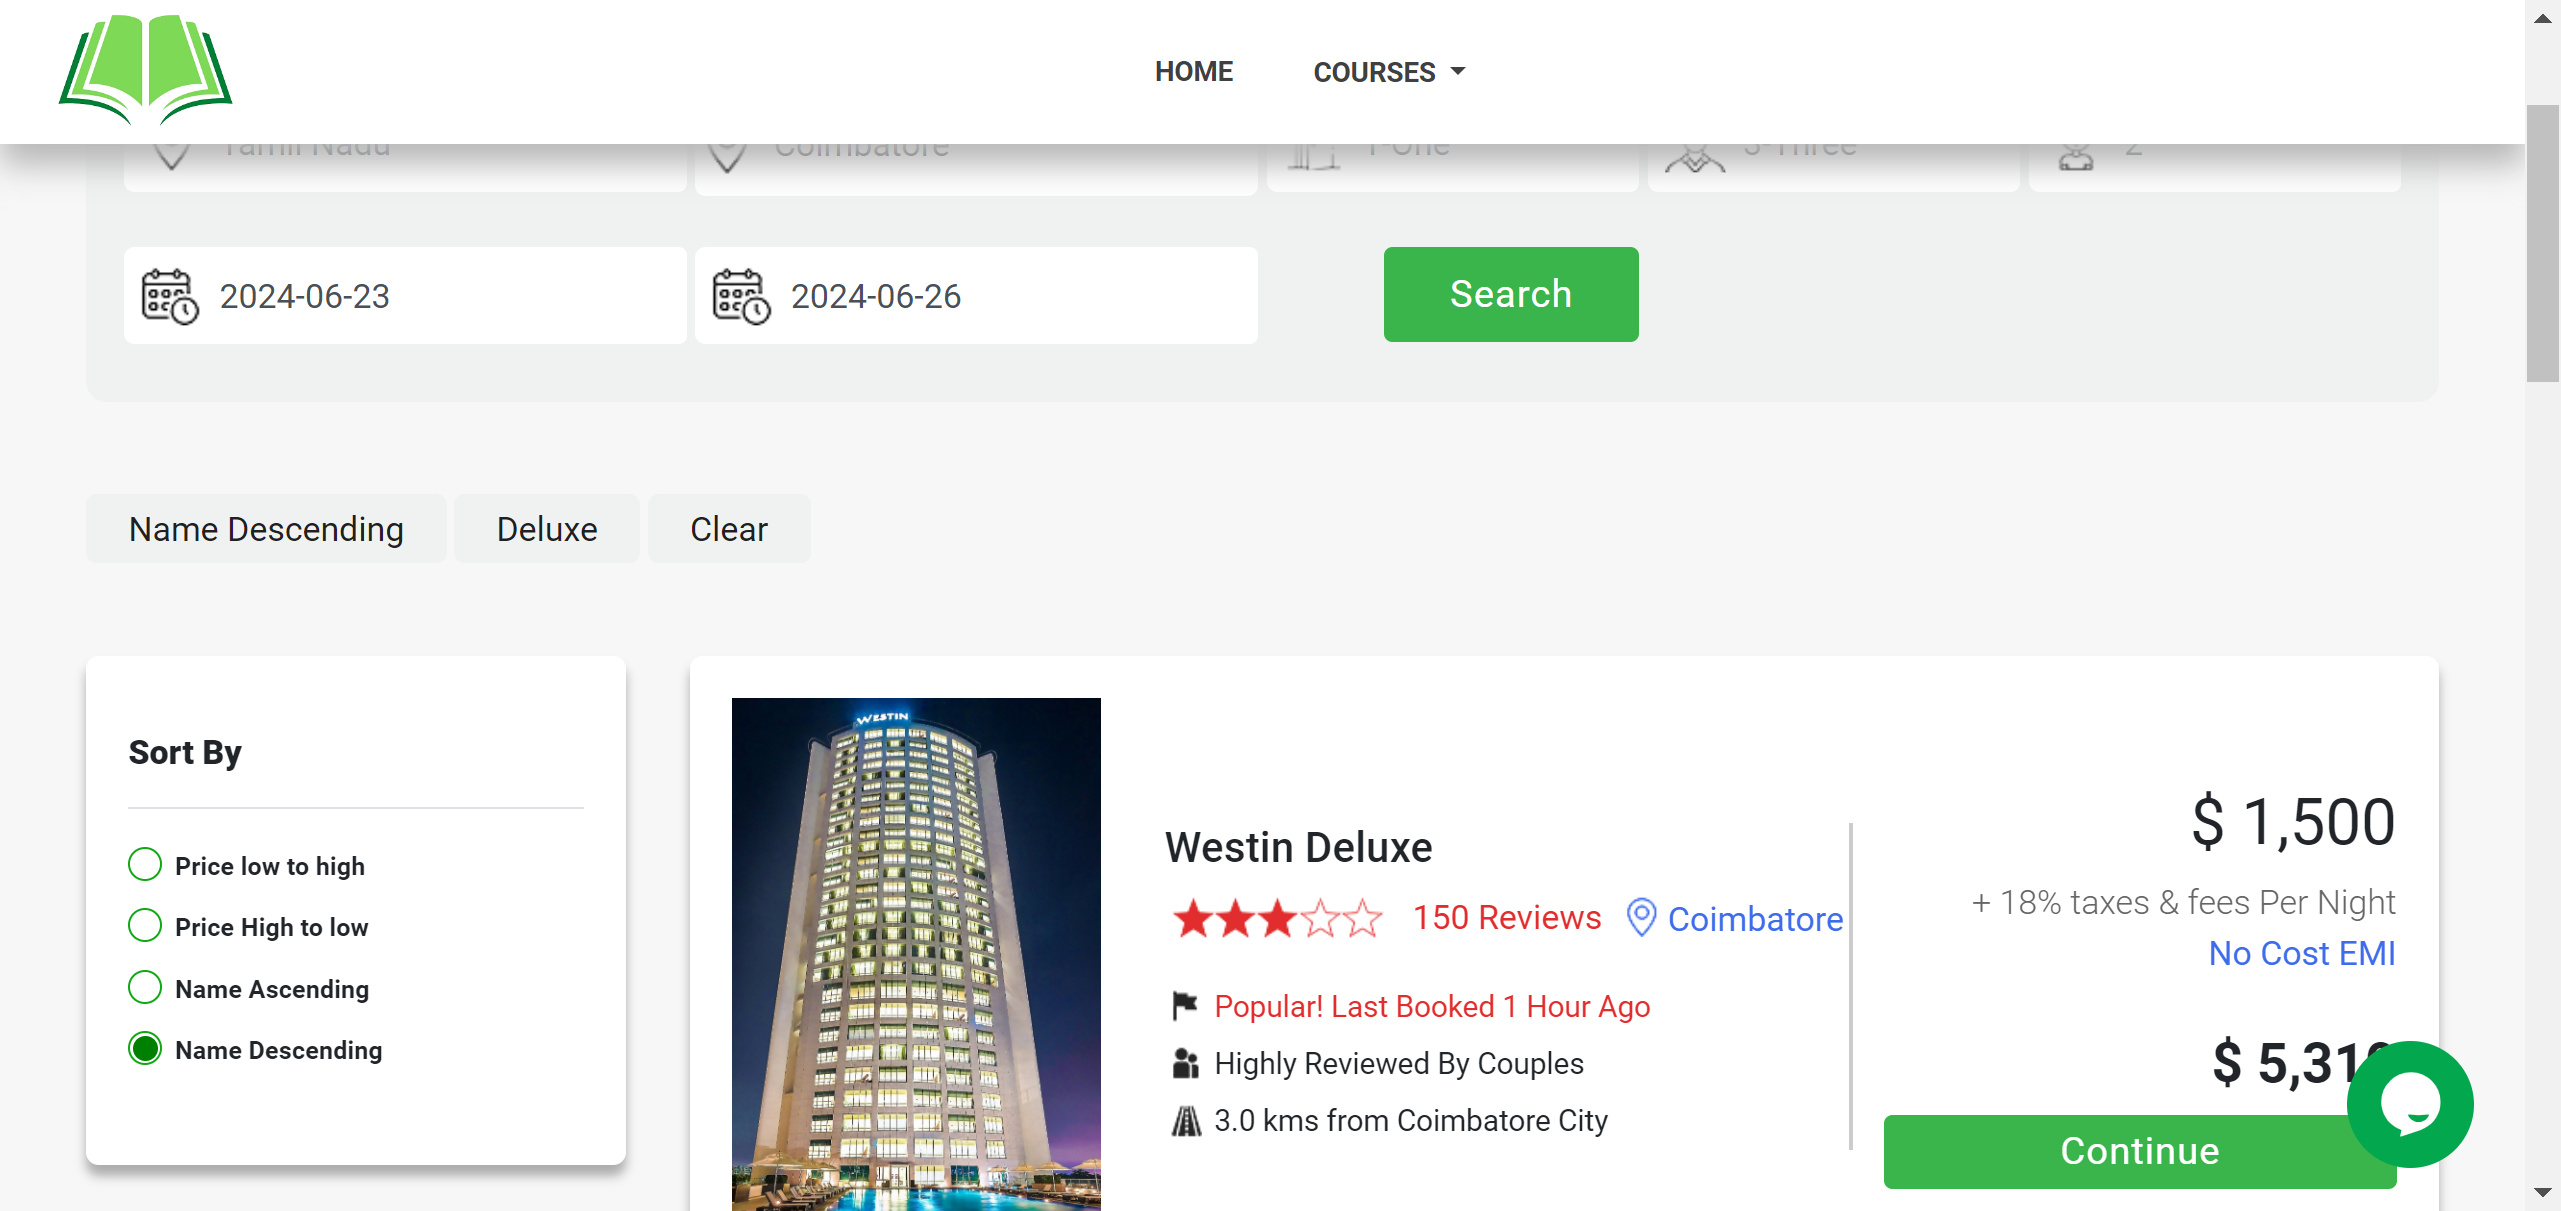 HOME
COURSES
Tamil Nadu
Coimbatore
1-One
3-Three
2
2024-06-23
2024-06-26
Search
Name Descending
Deluxe
Clear
Sort By
Price low to high
Price High to low
Name Ascending
Name Descending
WESTIN
Westin Deluxe
150 Reviews
Coimbatore
Popular! Last Booked 1 Hour Ago
Highly Reviewed By Couples
3.0 kms from Coimbatore City
$ 1,500
+ 18% taxes & fees Per Night
No Cost EMI
$ 5,31
Continue